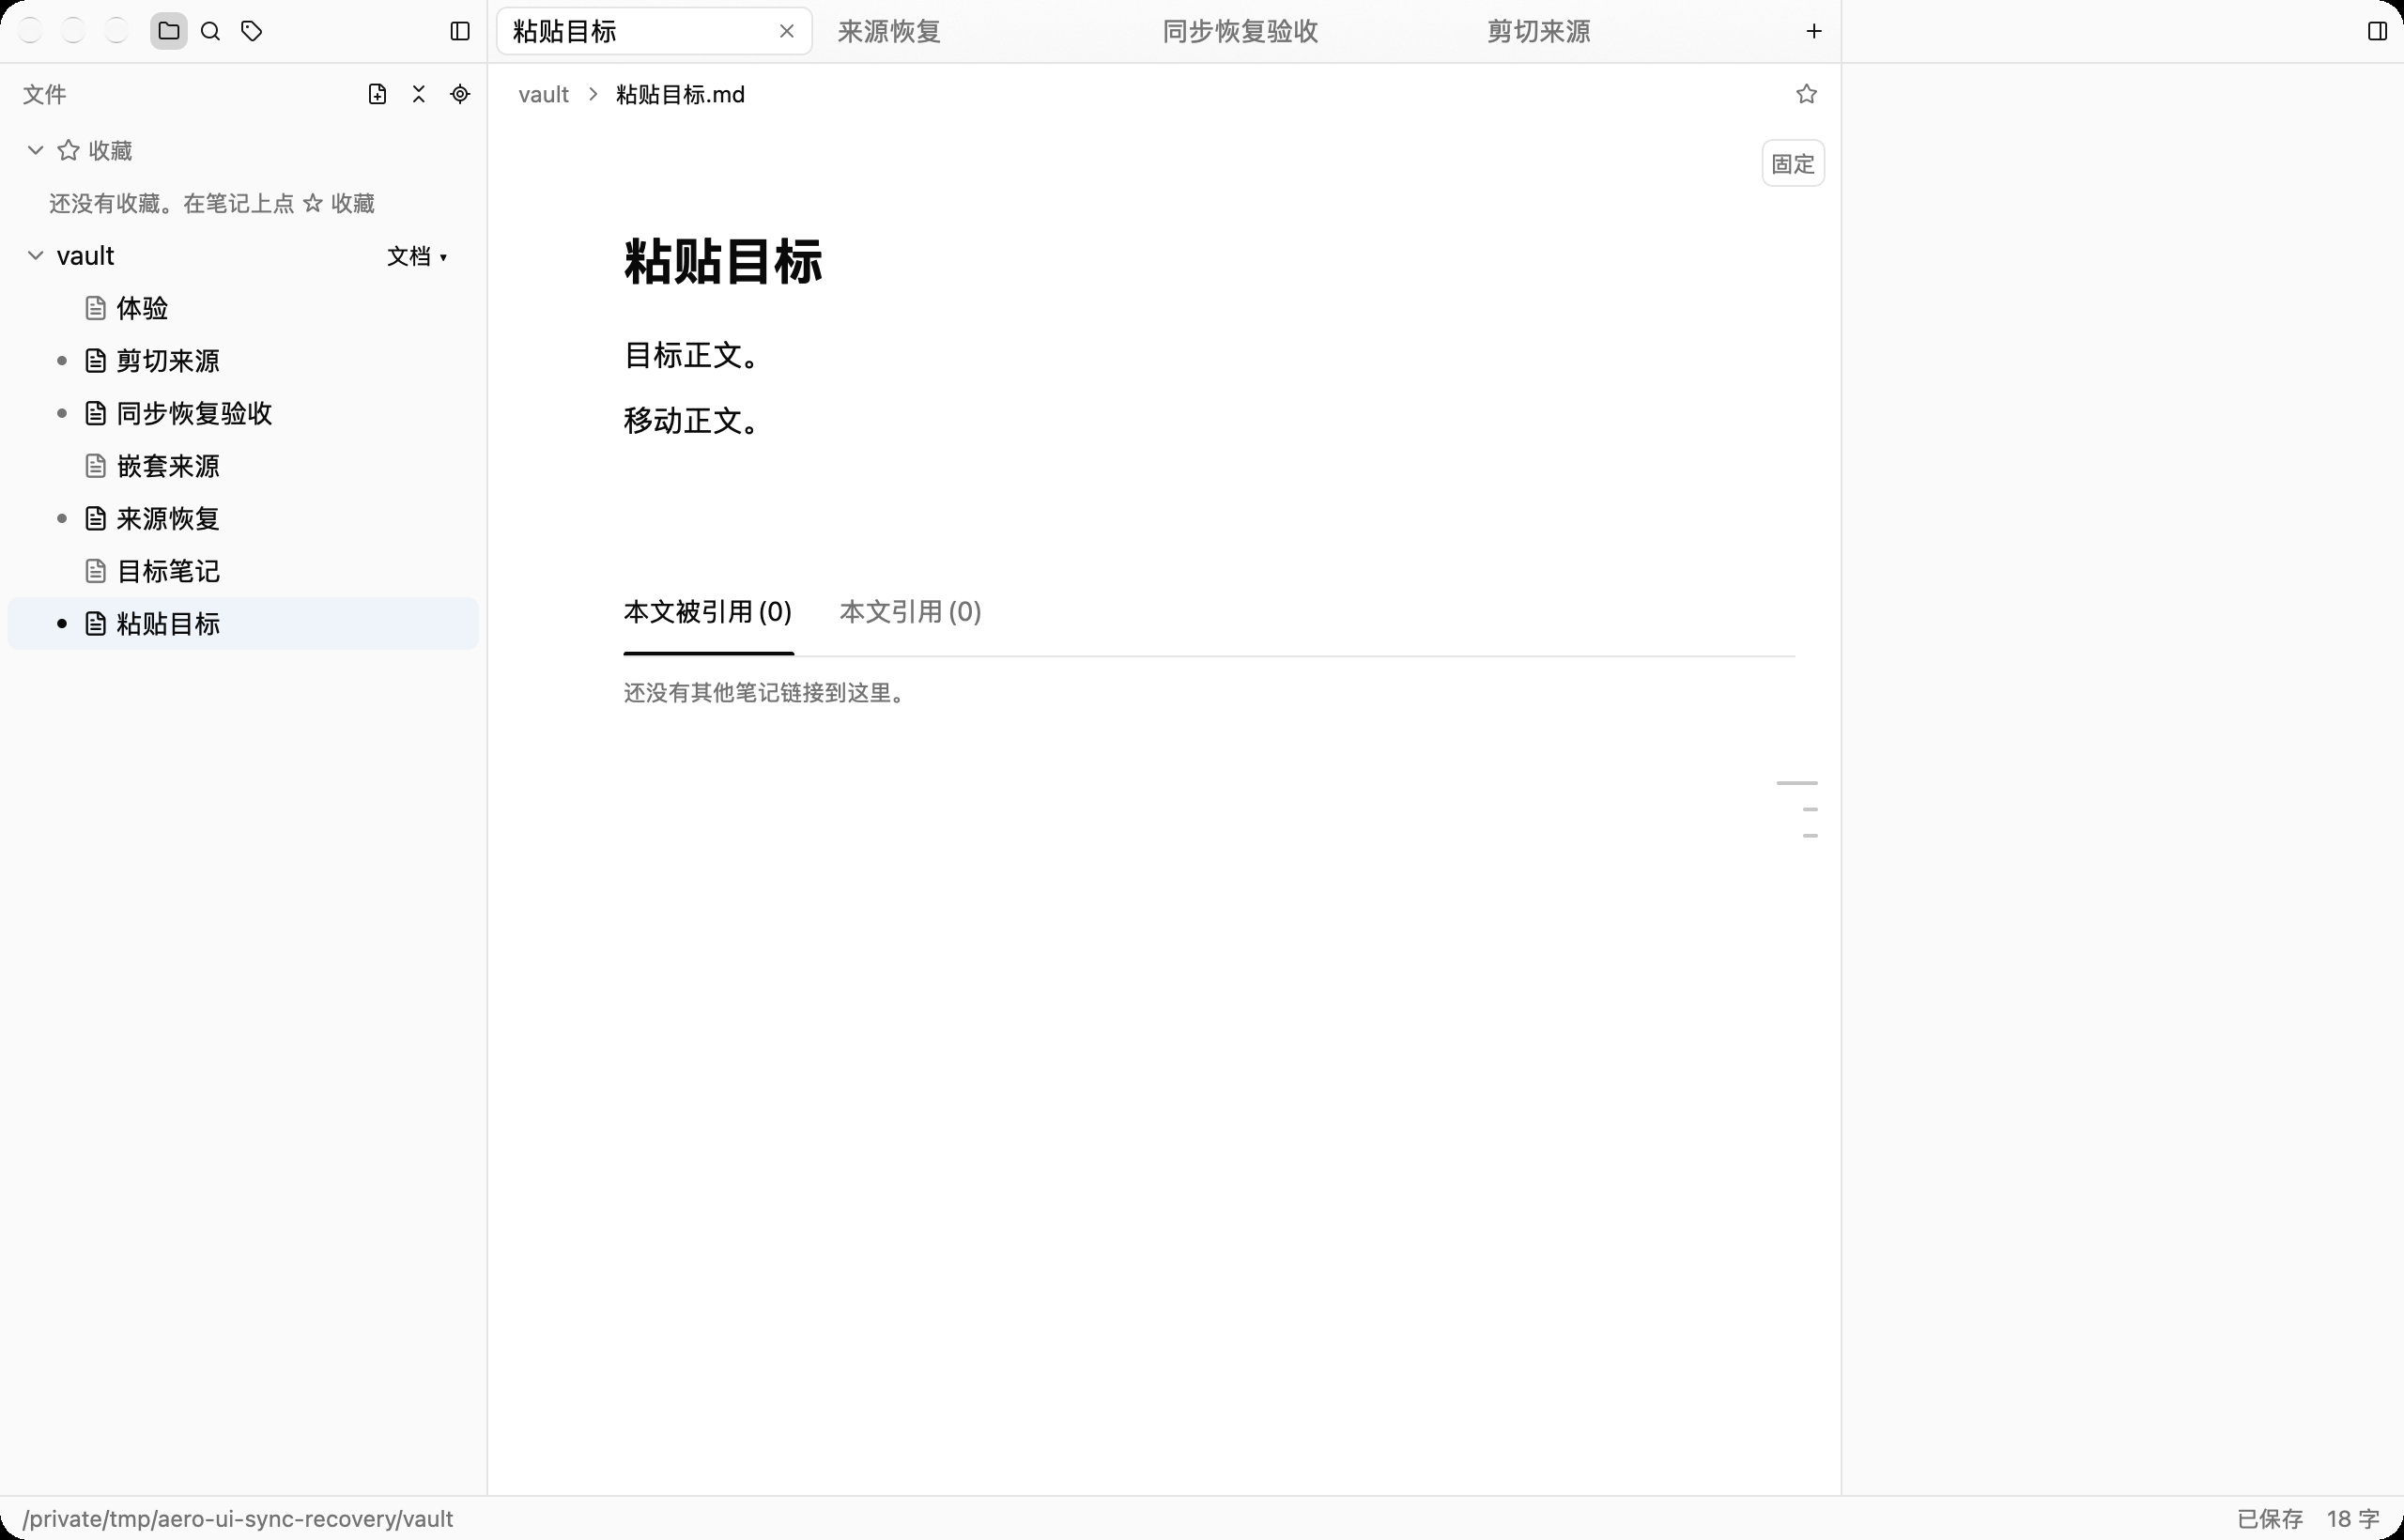 粘贴目标
来源恢复
同步恢复验收
剪切来源
文件
收藏
还没有收藏。在笔记上点 ☆ 收藏
vault 文档
体验
剪切来源
同步恢复验收
嵌套来源
来源恢复
目标笔记
粘贴目标
vault > 粘贴目标.md
固定
粘贴目标
目标正文。
移动正文。
本文被引用 (0) 本文引用 (0)
还没有其他笔记链接到这里。
/private/tmp/aero-ui-sync-recovery/vault
已保存 18 字